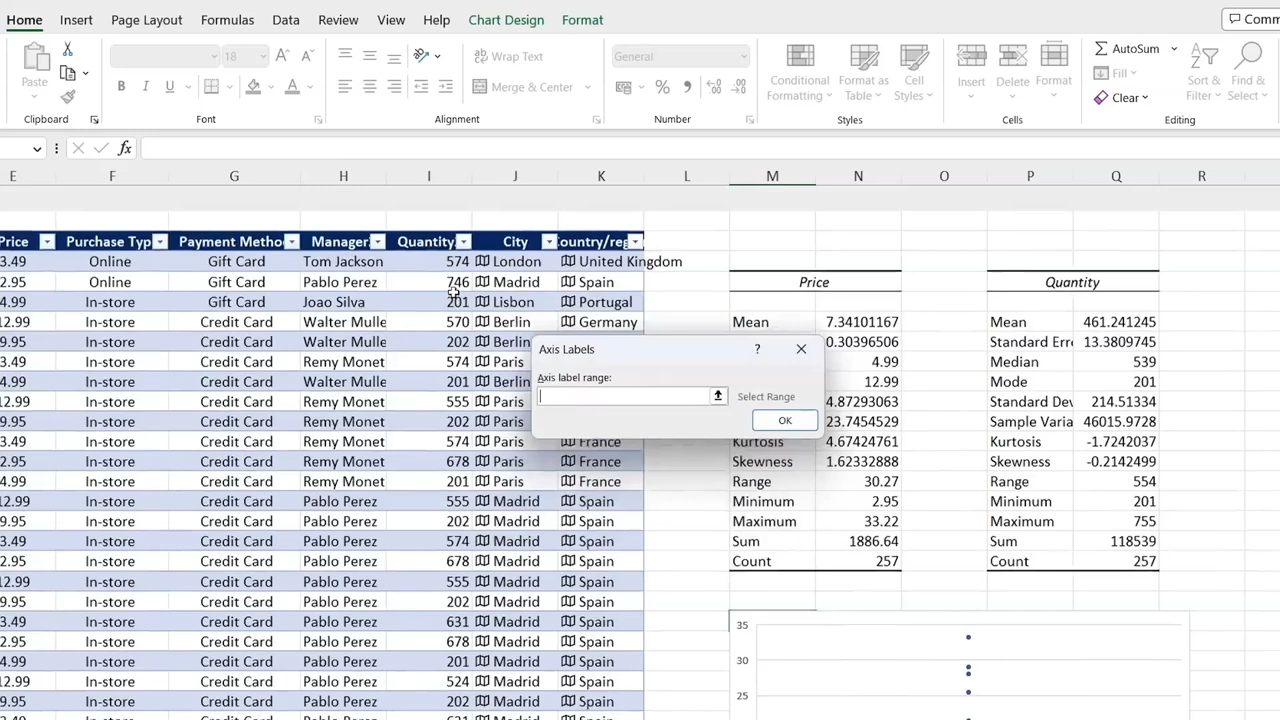 Home Insert Page Layout Formulas Data Review View Help Chart Design Format Comm
Paste
18
General
Wrap Text
Merge & Center
Conditional Formatting
Format as Table
Cell Styles
Insert
Delete
Format
AutoSum
Fill
Clear
Sort & Filter
Find & Select
Clipboard Font Alignment Number Styles Cells Editing
fx
E F G H I J K L M N O P Q R
Price Purchase Typ Payment Metho Manager Quantity City ountry/reg
3.49 Online Gift Card Tom Jackson 574 London United Kingdom
2.95 Online Gift Card Pablo Perez 746 Madrid Spain Price Quantity
4.99 In-store Gift Card Joao Silva 201 Lisbon Portugal
12.99 In-store Credit Card Walter Mulle 570 Berlin Germany Mean 7.34101167 Mean 461.241245
9.95 In-store Credit Card Walter Mulle 202 Berlin 0.30396506 Standard Erro 13.3809745
3.49 In-store Credit Card Remy Monet 574 Paris 4.99 Median 539
4.99 In-store Credit Card Walter Mulle 201 Berlin 12.99 Mode 201
12.99 In-store Credit Card Remy Monet 555 Paris 4.87293063 Standard Dev 214.51334
9.95 In-store Credit Card Remy Monet 202 Paris 23.7454529 Sample Varia 46015.9728
3.49 In-store Credit Card Remy Monet 574 Paris France Kurtosis 4.67424761 Kurtosis -1.7242037
2.95 In-store Credit Card Remy Monet 678 Paris France Skewness 1.62332888 Skewness -0.2142499
4.99 In-store Credit Card Remy Monet 201 Paris France Range 30.27 Range 554
12.99 In-store Credit Card Pablo Perez 555 Madrid Spain Minimum 2.95 Minimum 201
9.95 In-store Credit Card Pablo Perez 202 Madrid Spain Maximum 33.22 Maximum 755
3.49 In-store Credit Card Pablo Perez 574 Madrid Spain Sum 1886.64 Sum 118539
2.95 In-store Credit Card Pablo Perez 678 Madrid Spain Count 257 Count 257
12.99 In-store Credit Card Pablo Perez 555 Madrid Spain
9.95 In-store Credit Card Pablo Perez 202 Madrid Spain
3.49 In-store Credit Card Pablo Perez 631 Madrid Spain
2.95 In-store Credit Card Pablo Perez 678 Madrid Spain
4.99 In-store Credit Card Pablo Perez 201 Madrid Spain
12.99 In-store Credit Card Pablo Perez 524 Madrid Spain
9.95 In-store Credit Card Pablo Perez 202 Madrid Spain
Axis Labels ?
Axis label range:
Select Range
OK
35
30
25